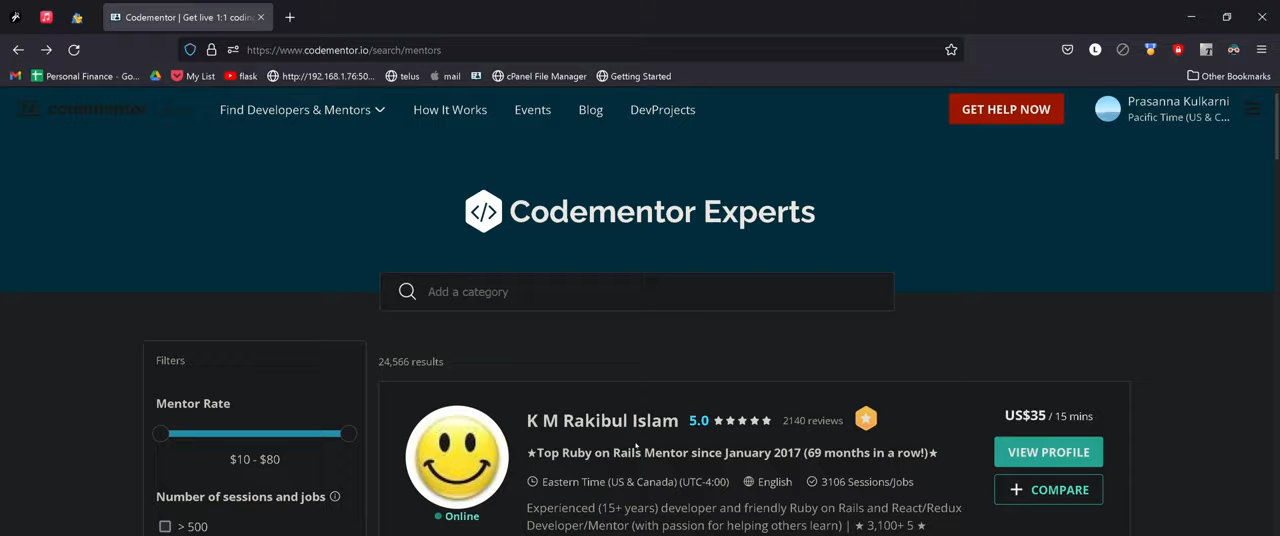 Codementor | Get live 1:1 coding
https://www.codementor.io/search/mentors
Personal Finance - Go...
My List
flask
http://192.168.1.76:50...
telus
mail
cPanel File Manager
Getting Started
Other Bookmarks
Find Developers & Mentors
How It Works
Events
Blog
DevProjects
GET HELP NOW
Prasanna Kulkarni
Pacific Time (US & C...
Codementor Experts
Add a category
Filters
24,566 results
Mentor Rate
$10 - $80
Number of sessions and jobs
> 500
K M Rakibul Islam 5.0 ★★★★★ 2140 reviews
★Top Ruby on Rails Mentor since January 2017 (69 months in a row!)★
Eastern Time (US & Canada) (UTC-4:00) English 3106 Sessions/Jobs
Experienced (15+ years) developer and friendly Ruby on Rails and React/Redux
Developer/Mentor (with passion for helping others learn) | ★ 3,100+ 5 ★
Online
US$35 / 15 mins
VIEW PROFILE
+ COMPARE